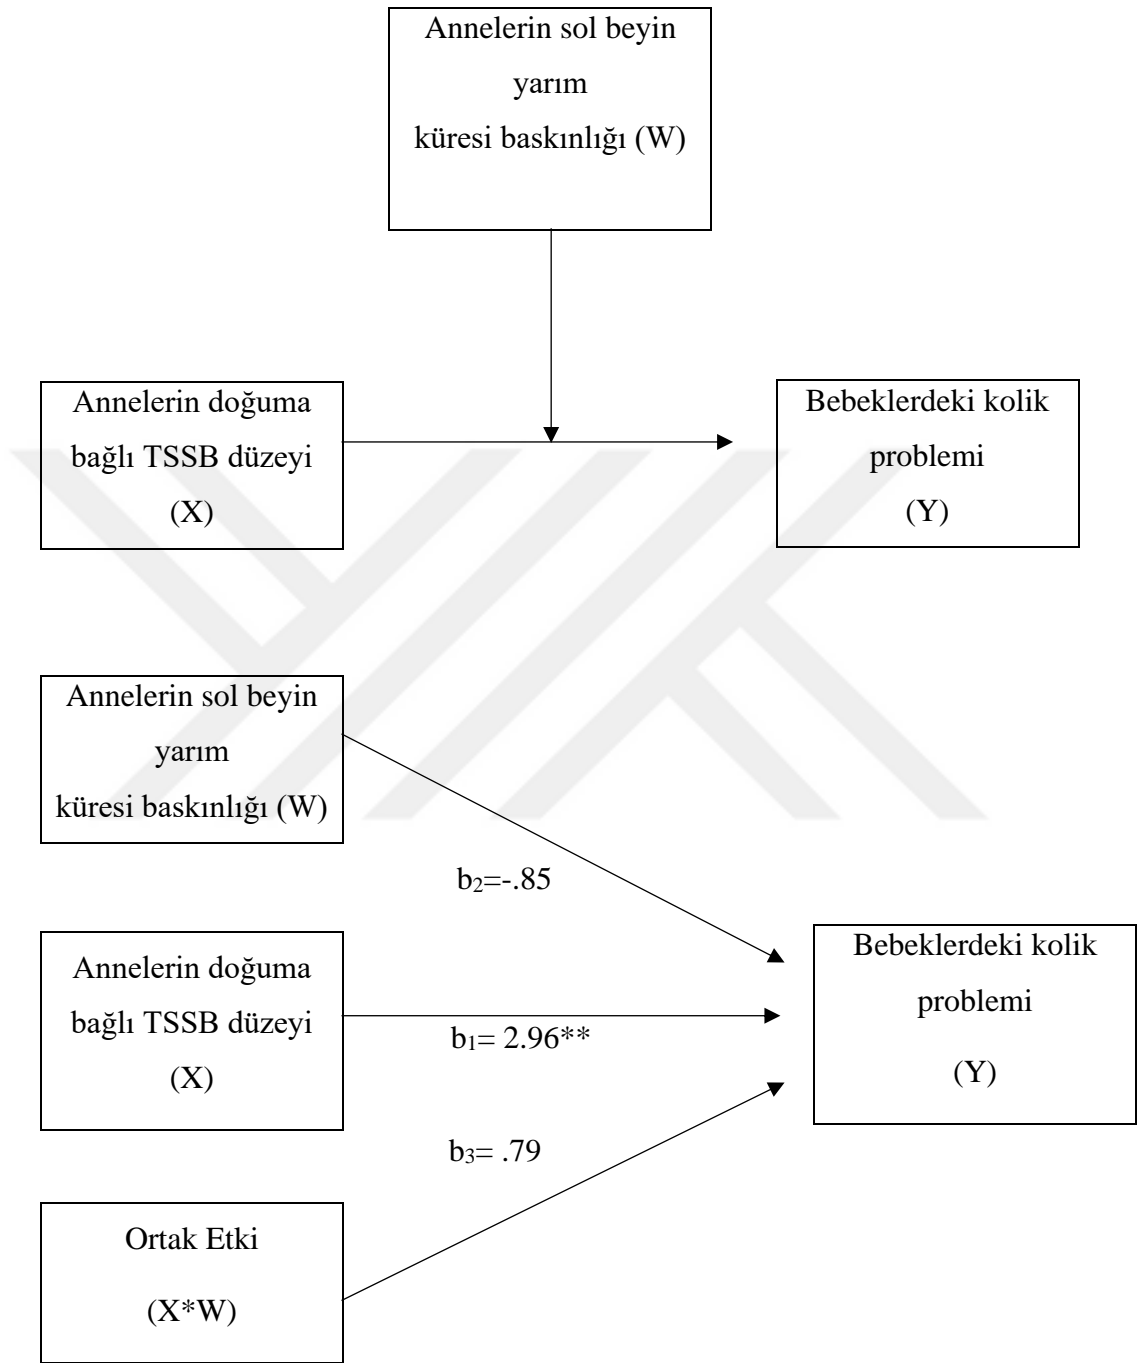 Annelerin sol beyin
yarım
küresi baskınlığı (W)
Annelerin doğuma
bağlı TSSB düzeyi
(X)
Bebeklerdeki kolik
problemi
(Y)
Annelerin sol beyin
yarım
küresi baskınlığı (W)
b₂=-.85
Annelerin doğuma
bağlı TSSB düzeyi
(X)
b₁= 2.96**
Bebeklerdeki kolik
problemi
(Y)
b₃= .79
Ortak Etki
(X*W)